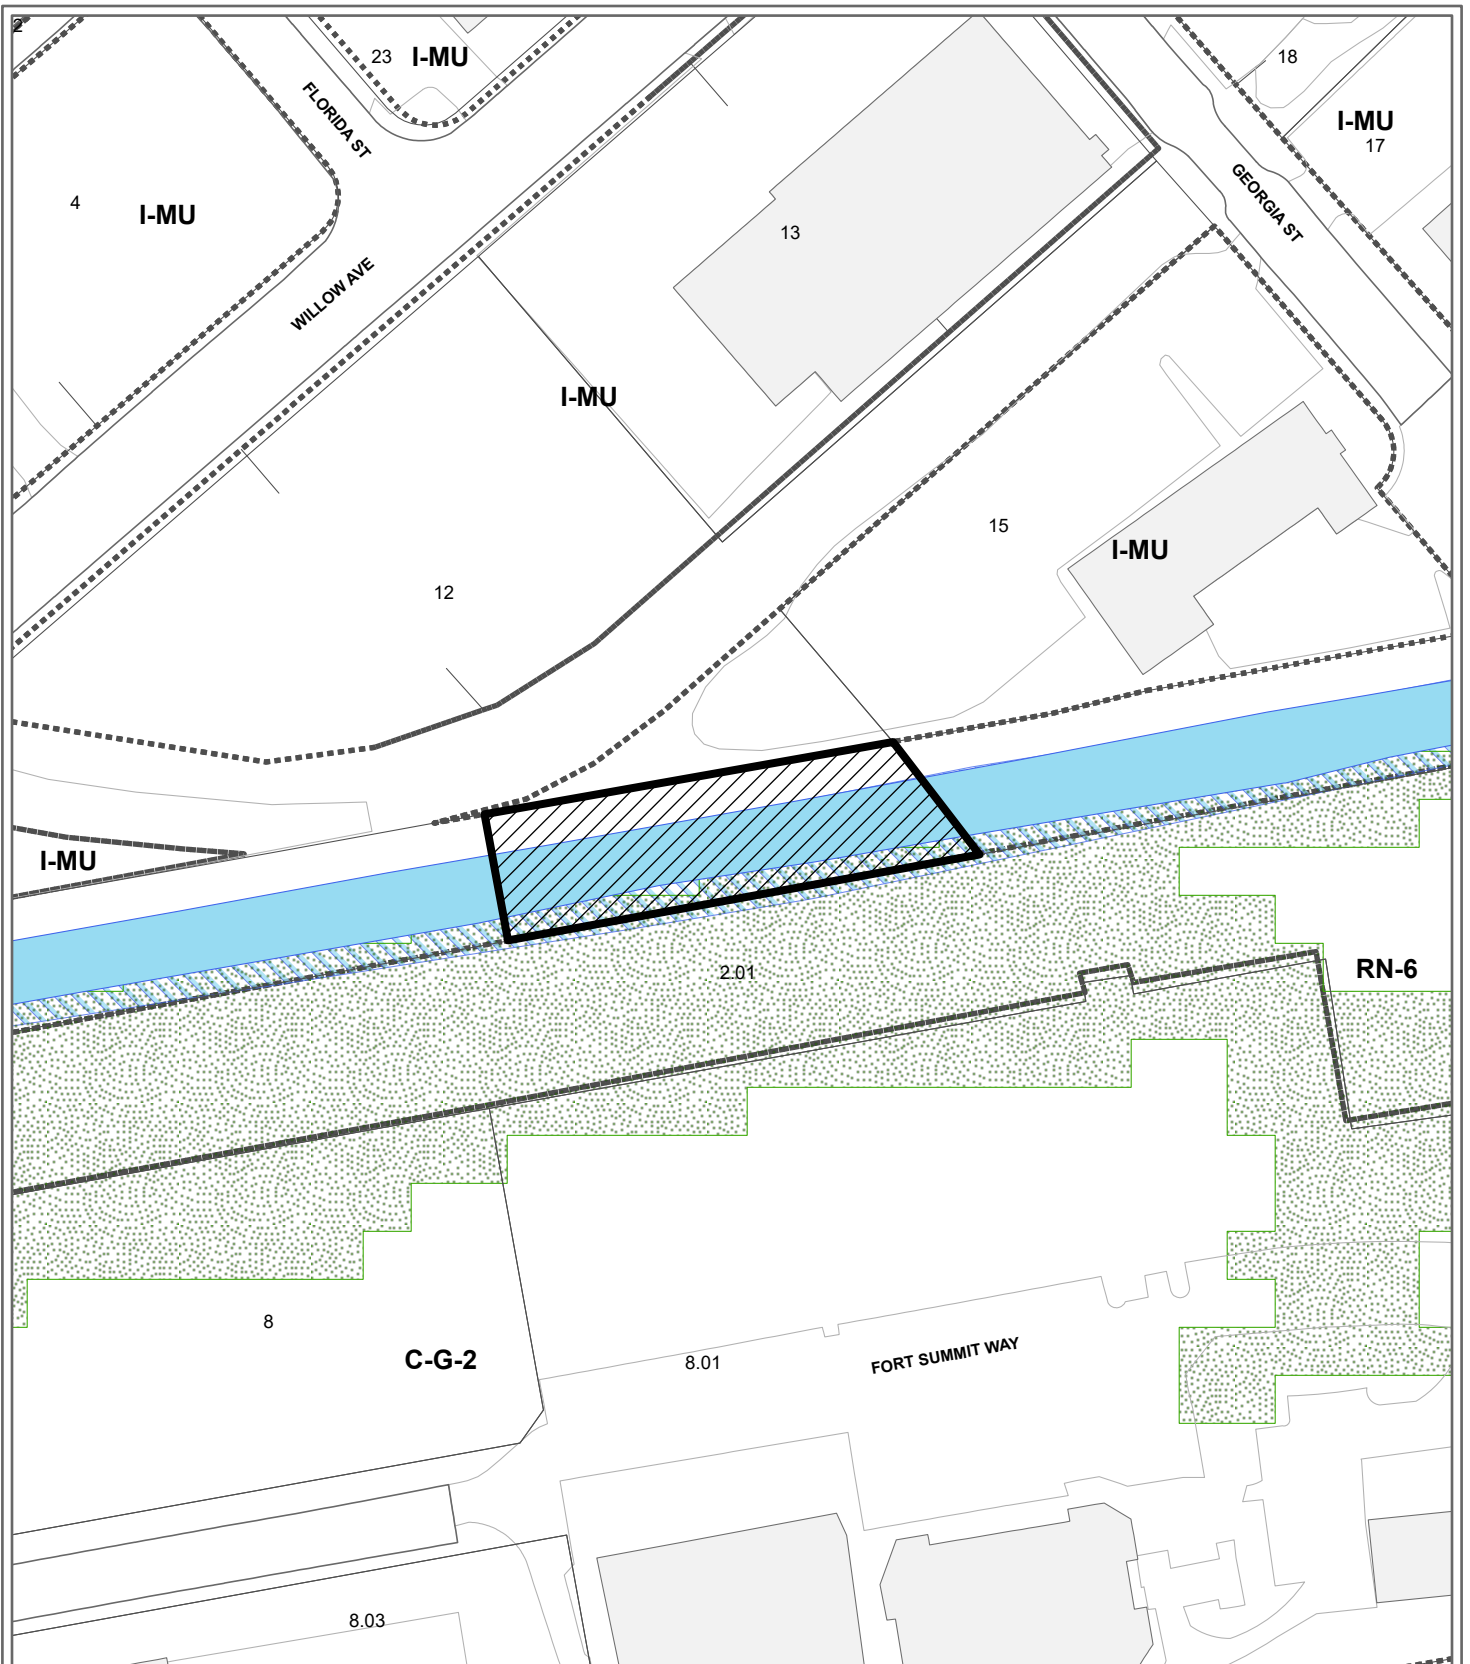 2
23
I-MU
18
I-MU
17
FLORIDA ST
GEORGIA ST
4
I-MU
13
WILLOW AVE
I-MU
15
I-MU
12
I-MU
2.01
RN-6
8
C-G-2
8.01
FORT SUMMIT WAY
8.03